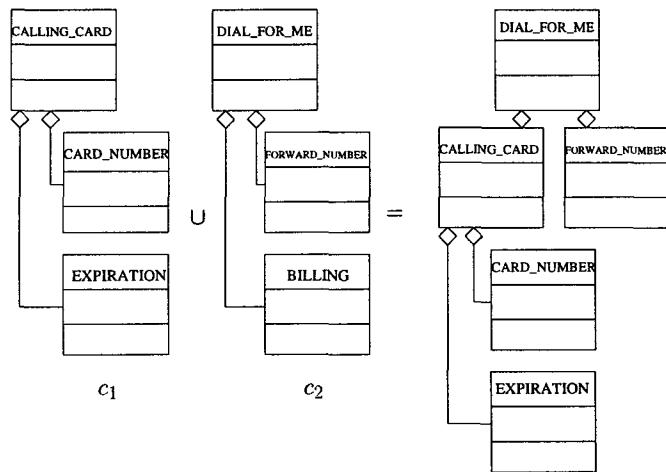 CALLING_CARD
CARD_NUMBER
EXPIRATION
c1
∪
DIAL_FOR_ME
FORWARD_NUMBER
BILLING
c2
=
DIAL_FOR_ME
CALLING_CARD
FORWARD_NUMBER
CARD_NUMBER
EXPIRATION